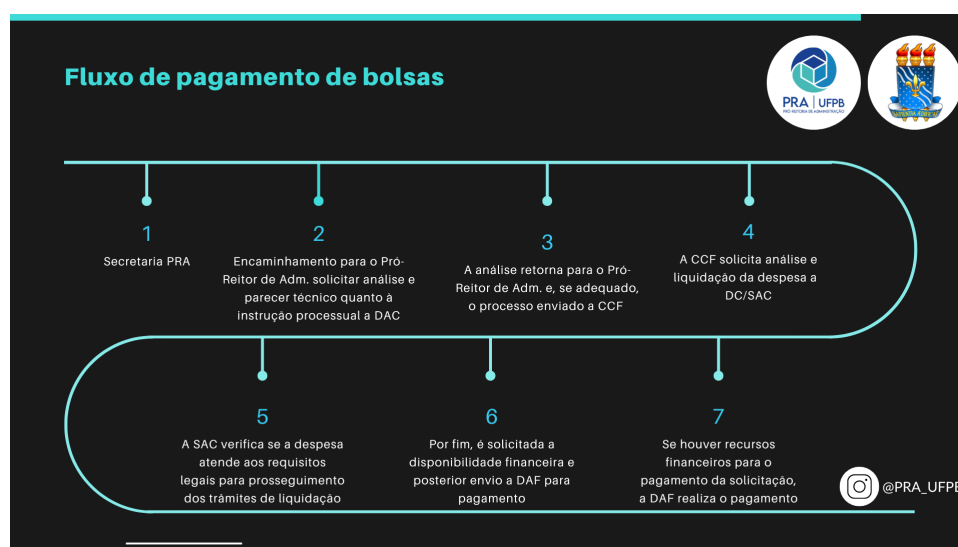 Fluxo de pagamento de bolsas
PRA | UFPB
PRÓ-REITORIA DE ADMINISTRAÇÃO
1
Secretaria PRA
2
Encaminhamento para o Pró-
Reitor de Adm. solicitar análise e
parecer técnico quanto à
instrução processual a DAC
3
A análise retorna para o Pró-
Reitor de Adm. e, se adequado,
o processo enviado a CCF
4
A CCF solicita análise e
liquidação da despesa a
DC/SAC
5
A SAC verifica se a despesa
atende aos requisitos
legais para prosseguimento
dos trâmites de liquidação
6
Por fim, é solicitada a
disponibilidade financeira e
posterior envio a DAF para
pagamento
7
Se houver recursos
financeiros para o
pagamento da solicitação,
a DAF realiza o pagamento
@PRA_UFPB